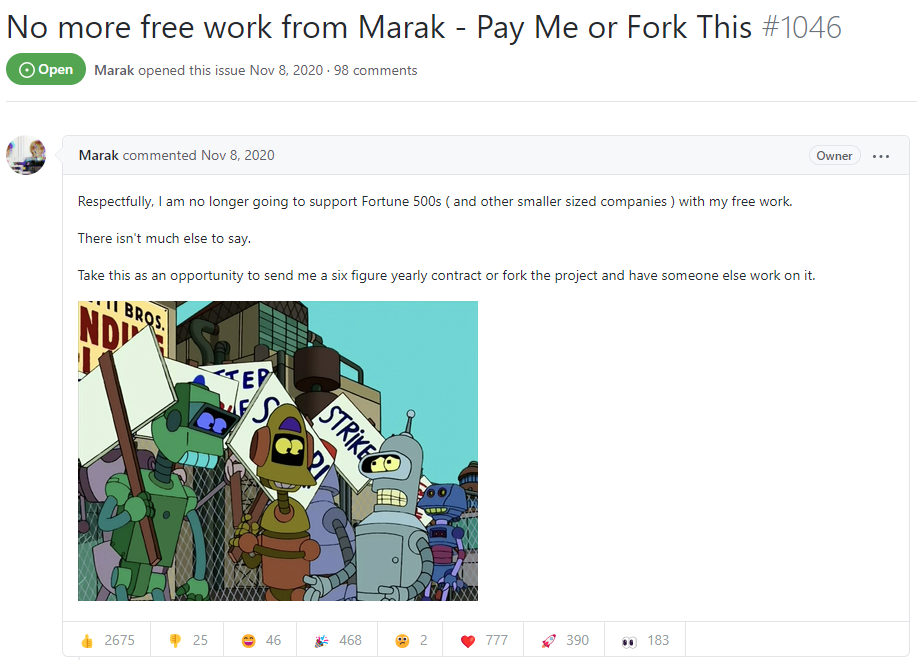 No more free work from Marak - Pay Me or Fork This #1046
Open Marak opened this issue Nov 8, 2020 · 98 comments
Marak commented Nov 8, 2020 Owner
Respectfully, I am no longer going to support Fortune 500s ( and other smaller sized companies ) with my free work.
There isn't much else to say.
Take this as an opportunity to send me a six figure yearly contract or fork the project and have someone else work on it.
BROS.
STRIKE
2675 25 46 468 2 777 390 183